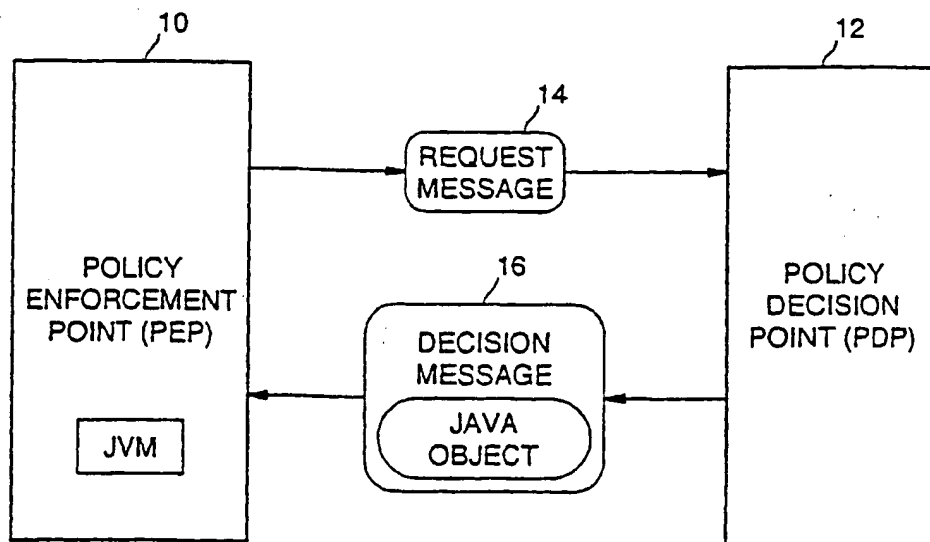 10
12
14
REQUEST
MESSAGE
POLICY
ENFORCEMENT
POINT (PEP)
16
DECISION
MESSAGE
JAVA
OBJECT
POLICY
DECISION
POINT (PDP)
JVM